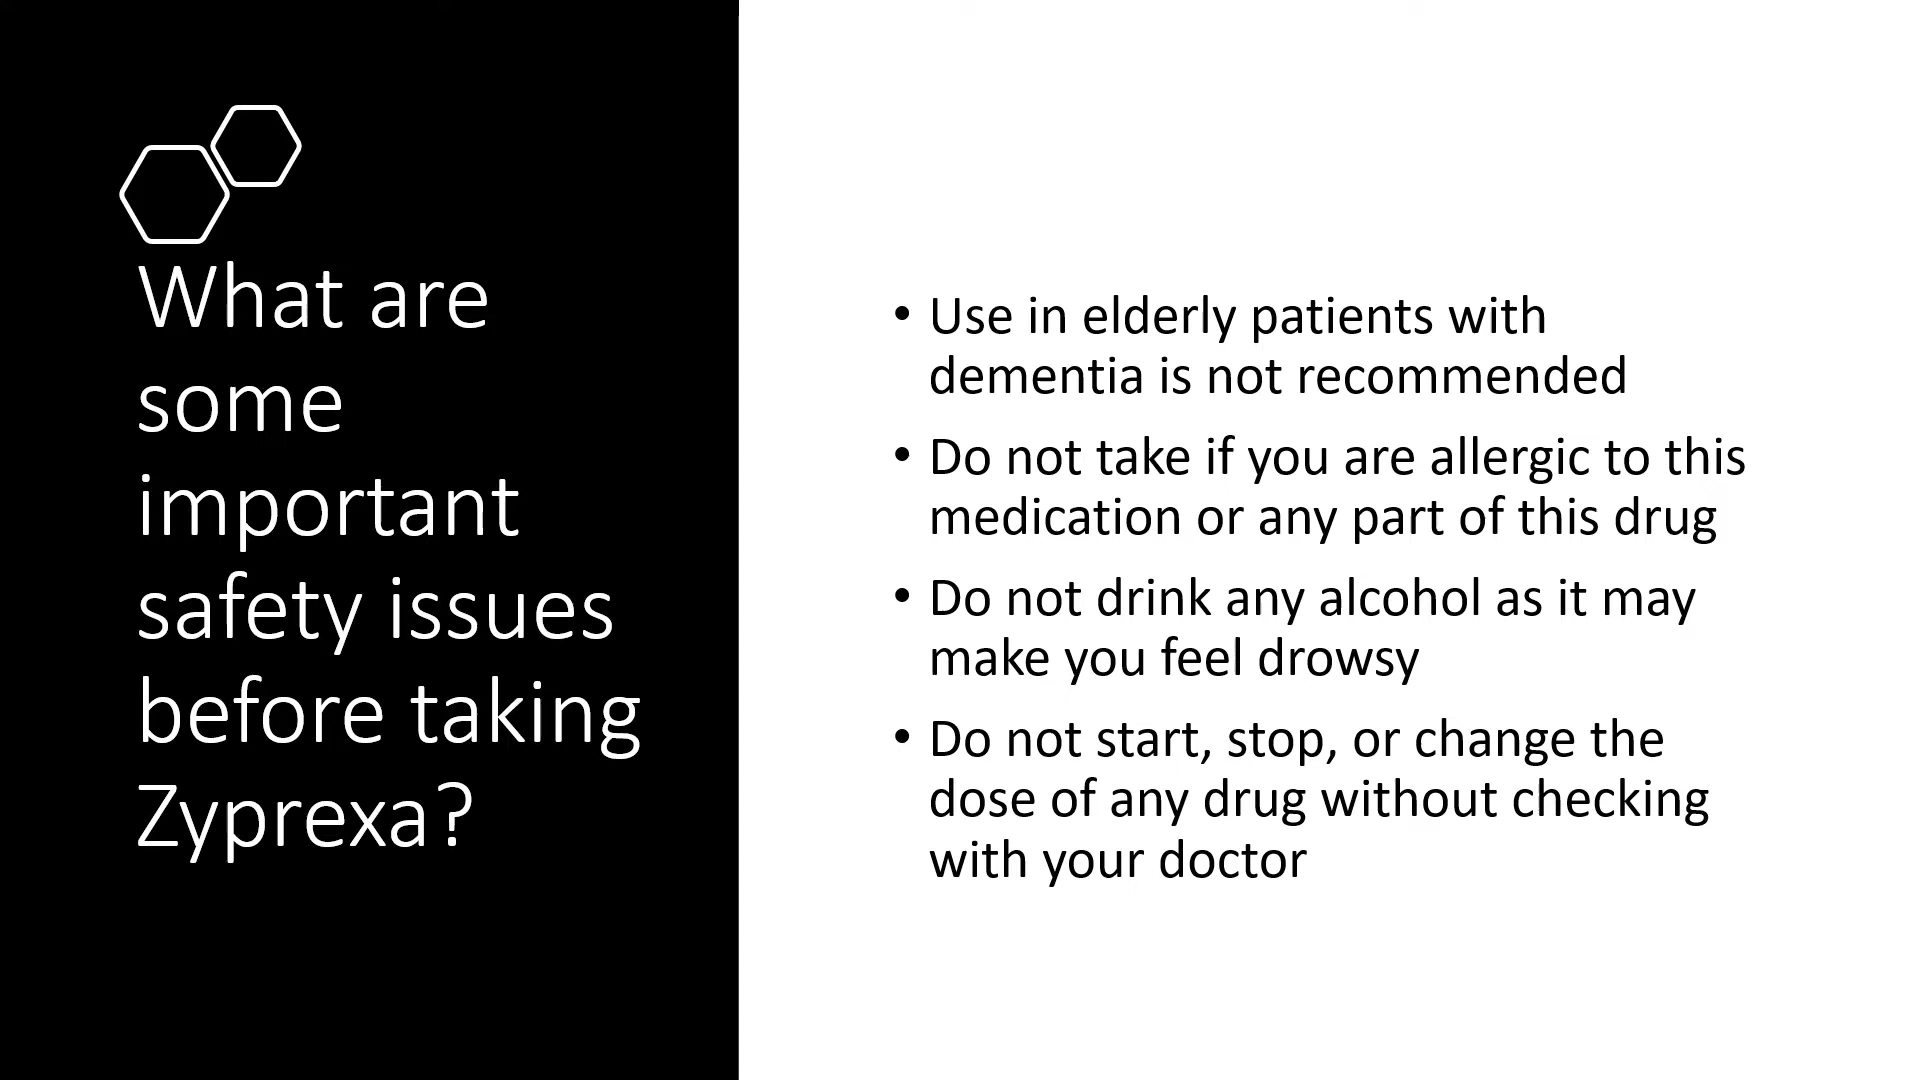 What are
some
important
safety issues
before taking
Zyprexa?
• Use in elderly patients with
dementia is not recommended
• Do not take if you are allergic to this
medication or any part of this drug
• Do not drink any alcohol as it may
make you feel drowsy
• Do not start, stop, or change the
dose of any drug without checking
with your doctor